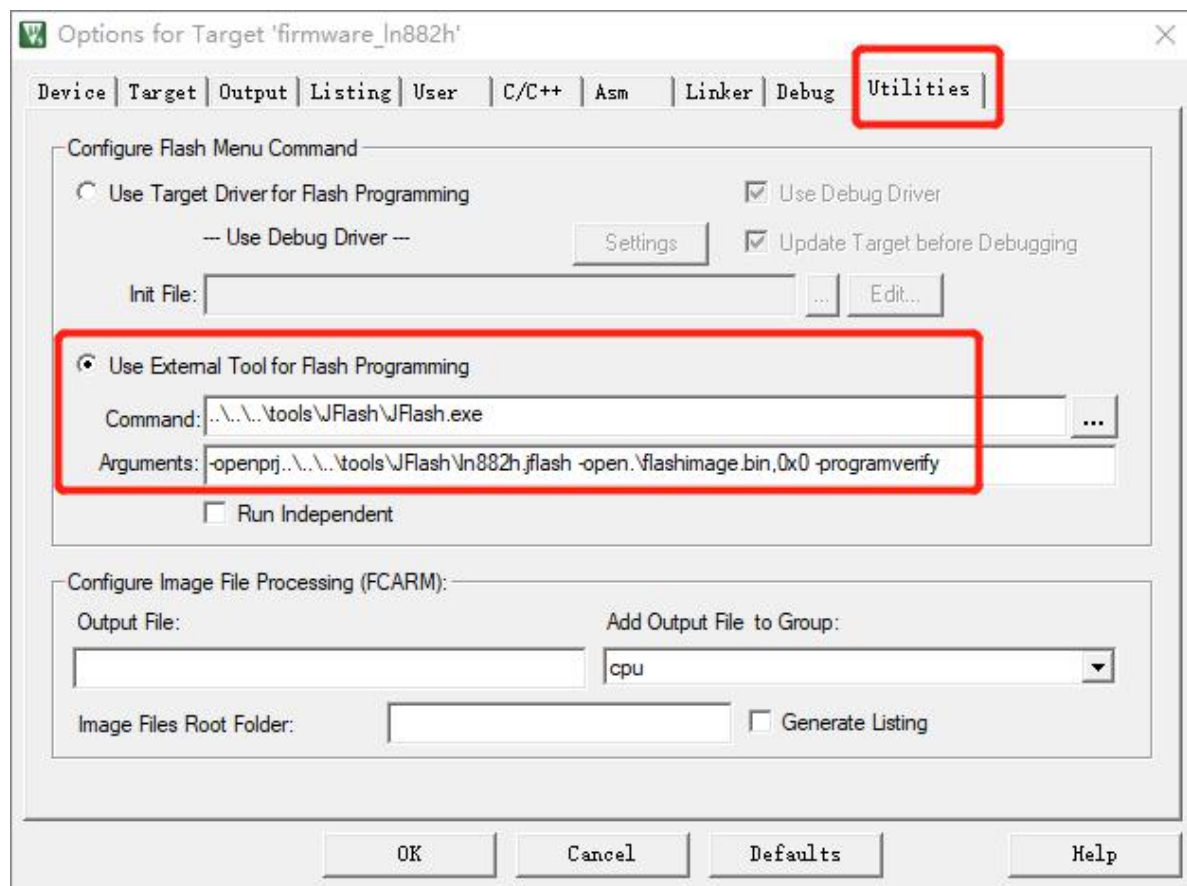 Options for Target 'firmware_ln882h'
Device Target Output Listing User C/C++ Asm Linker Debug Utilities
Configure Flash Menu Command
Use Target Driver for Flash Programming Use Debug Driver
--- Use Debug Driver --- Settings Update Target before Debugging
Init File: ... Edit...
Use External Tool for Flash Programming
Command: ..\..\..\tools\JFlash\JFlash.exe ...
Arguments: -openprj..\..\..\tools\JFlash\ln882h.jflash -open.\flashimage.bin,0x0 -programverify
Run Independent
Configure Image File Processing (FCARM):
Output File: Add Output File to Group:
cpu
Image Files Root Folder: Generate Listing
OK Cancel Defaults Help